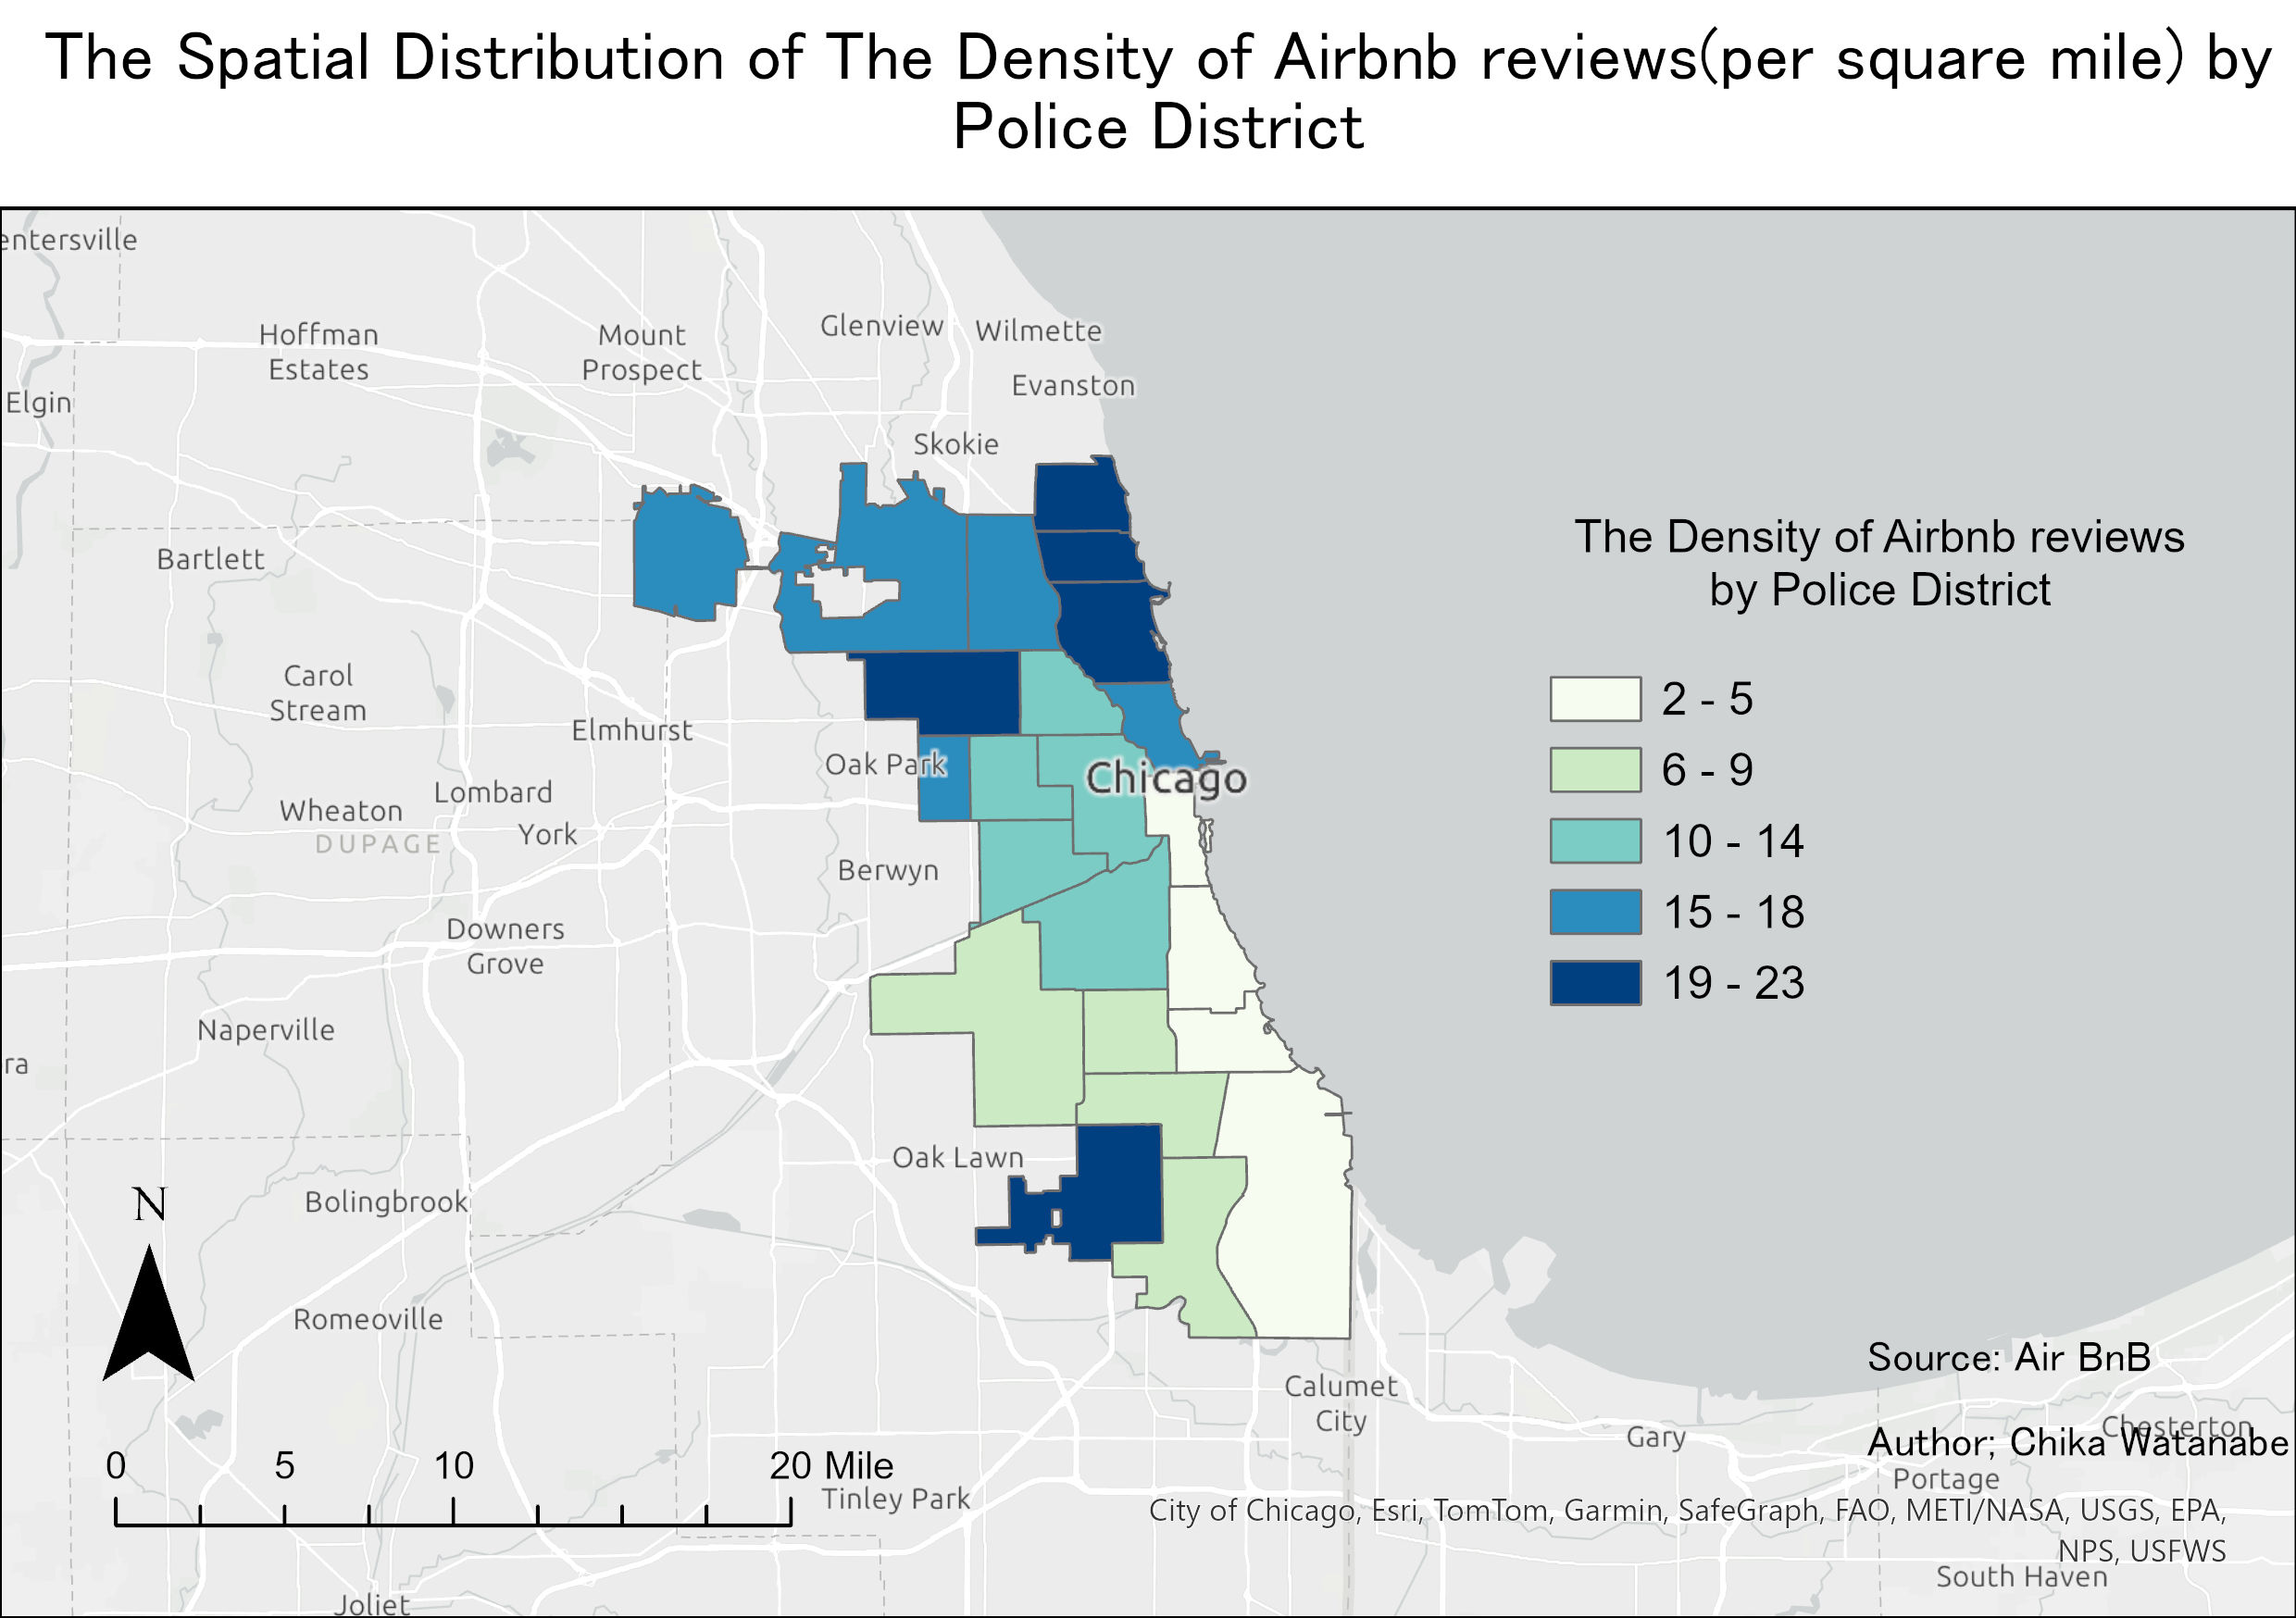 The Spatial Distribution of The Density of Airbnb reviews(per square mile) by
Police District
entersville
Hoffman
Estates
Mount
Prospect
Glenview
Wilmette
Evanston
Elgin
Skokie
Bartlett
The Density of Airbnb reviews
by Police District
Carol
Stream
Elmhurst
2 - 5
Oak Park
Chicago
6 - 9
Lombard
Wheaton
York
DUPAGE
10 - 14
Berwyn
15 - 18
Downers
Grove
19 - 23
Naperville
ra
Oak Lawn
Bolingbrook
N
Romeoville
Source: Air BnB
Calumet
City
Gary
Chesterton
Author; Chika Watanabe
0 5 10 20 Mile
Portage
Tinley Park
City of Chicago, Esri, TomTom, Garmin, SafeGraph, FAO, METI/NASA, USGS, EPA,
NPS, USFWS
South Haven
Joliet